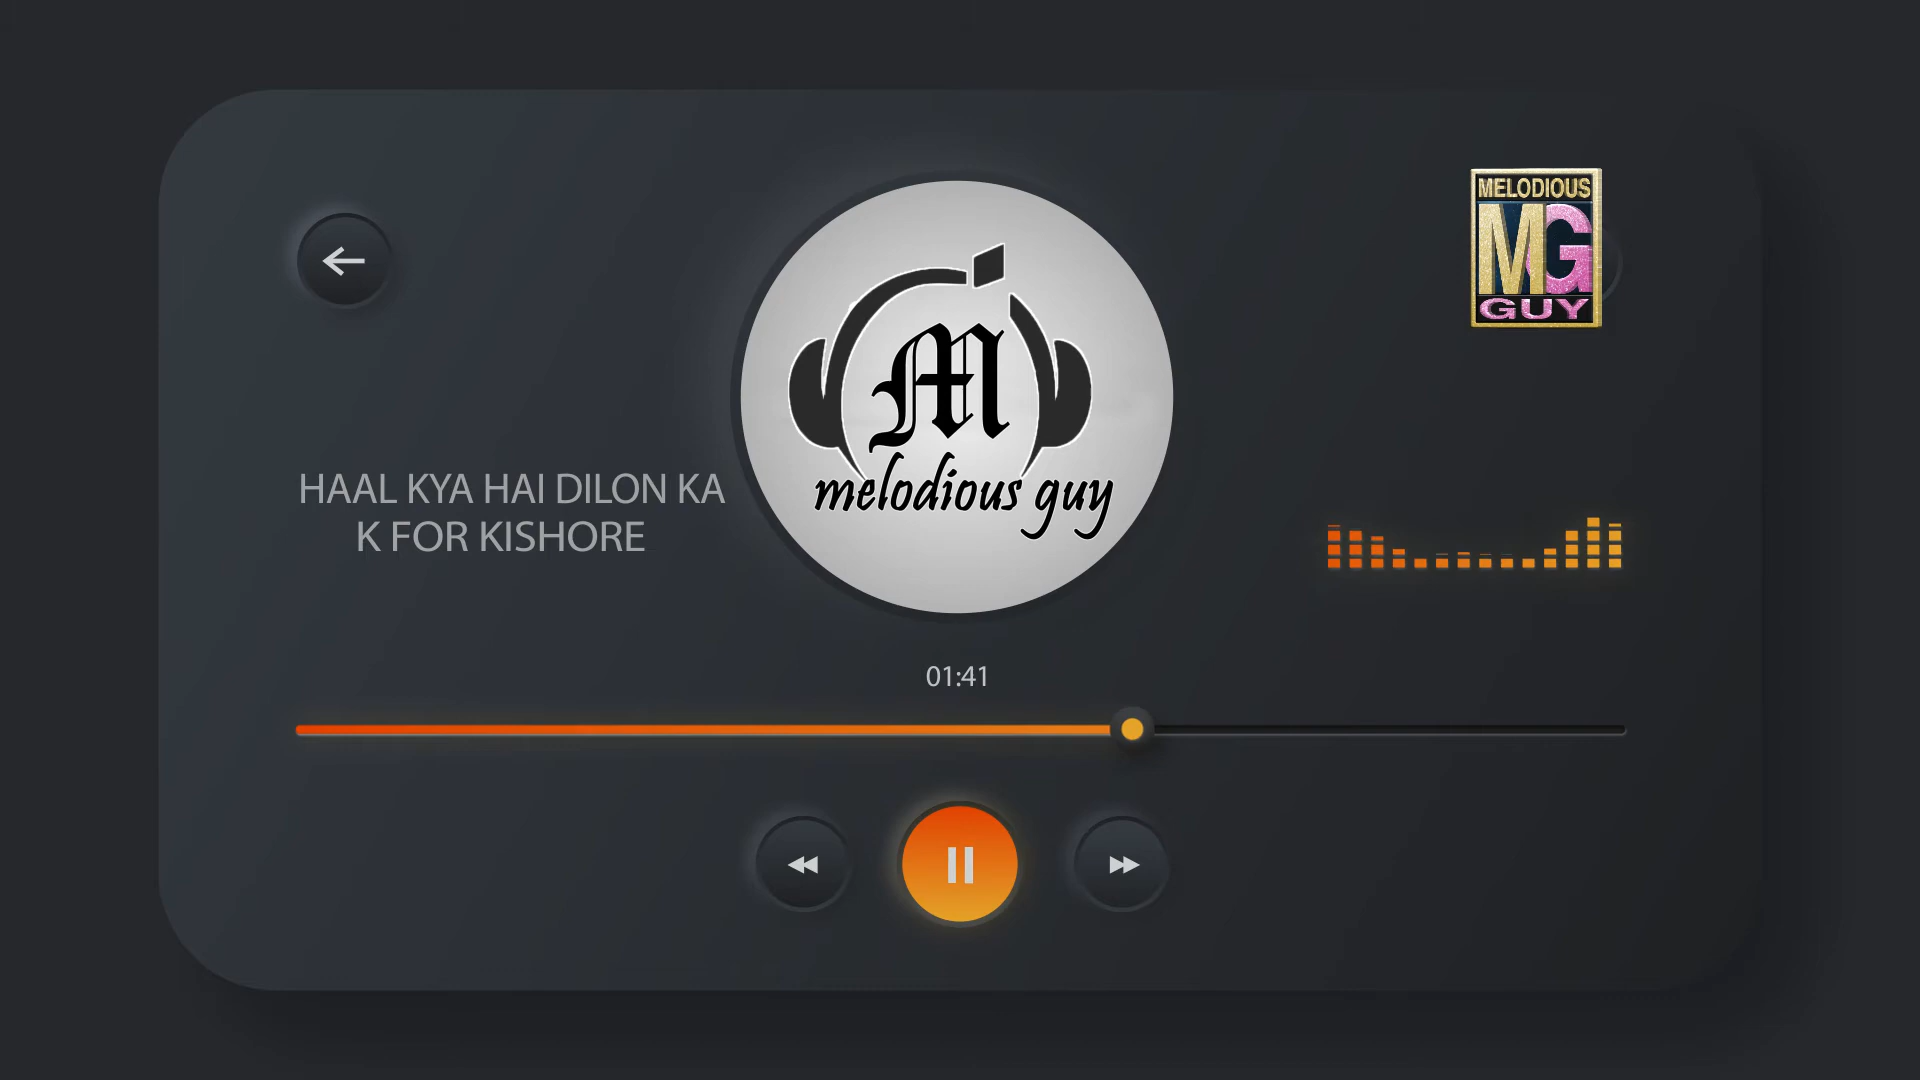 MELODIOUS
MG
GUY
M
melodious guy
HAAL KYA HAI DILON KA
K FOR KISHORE
01:41